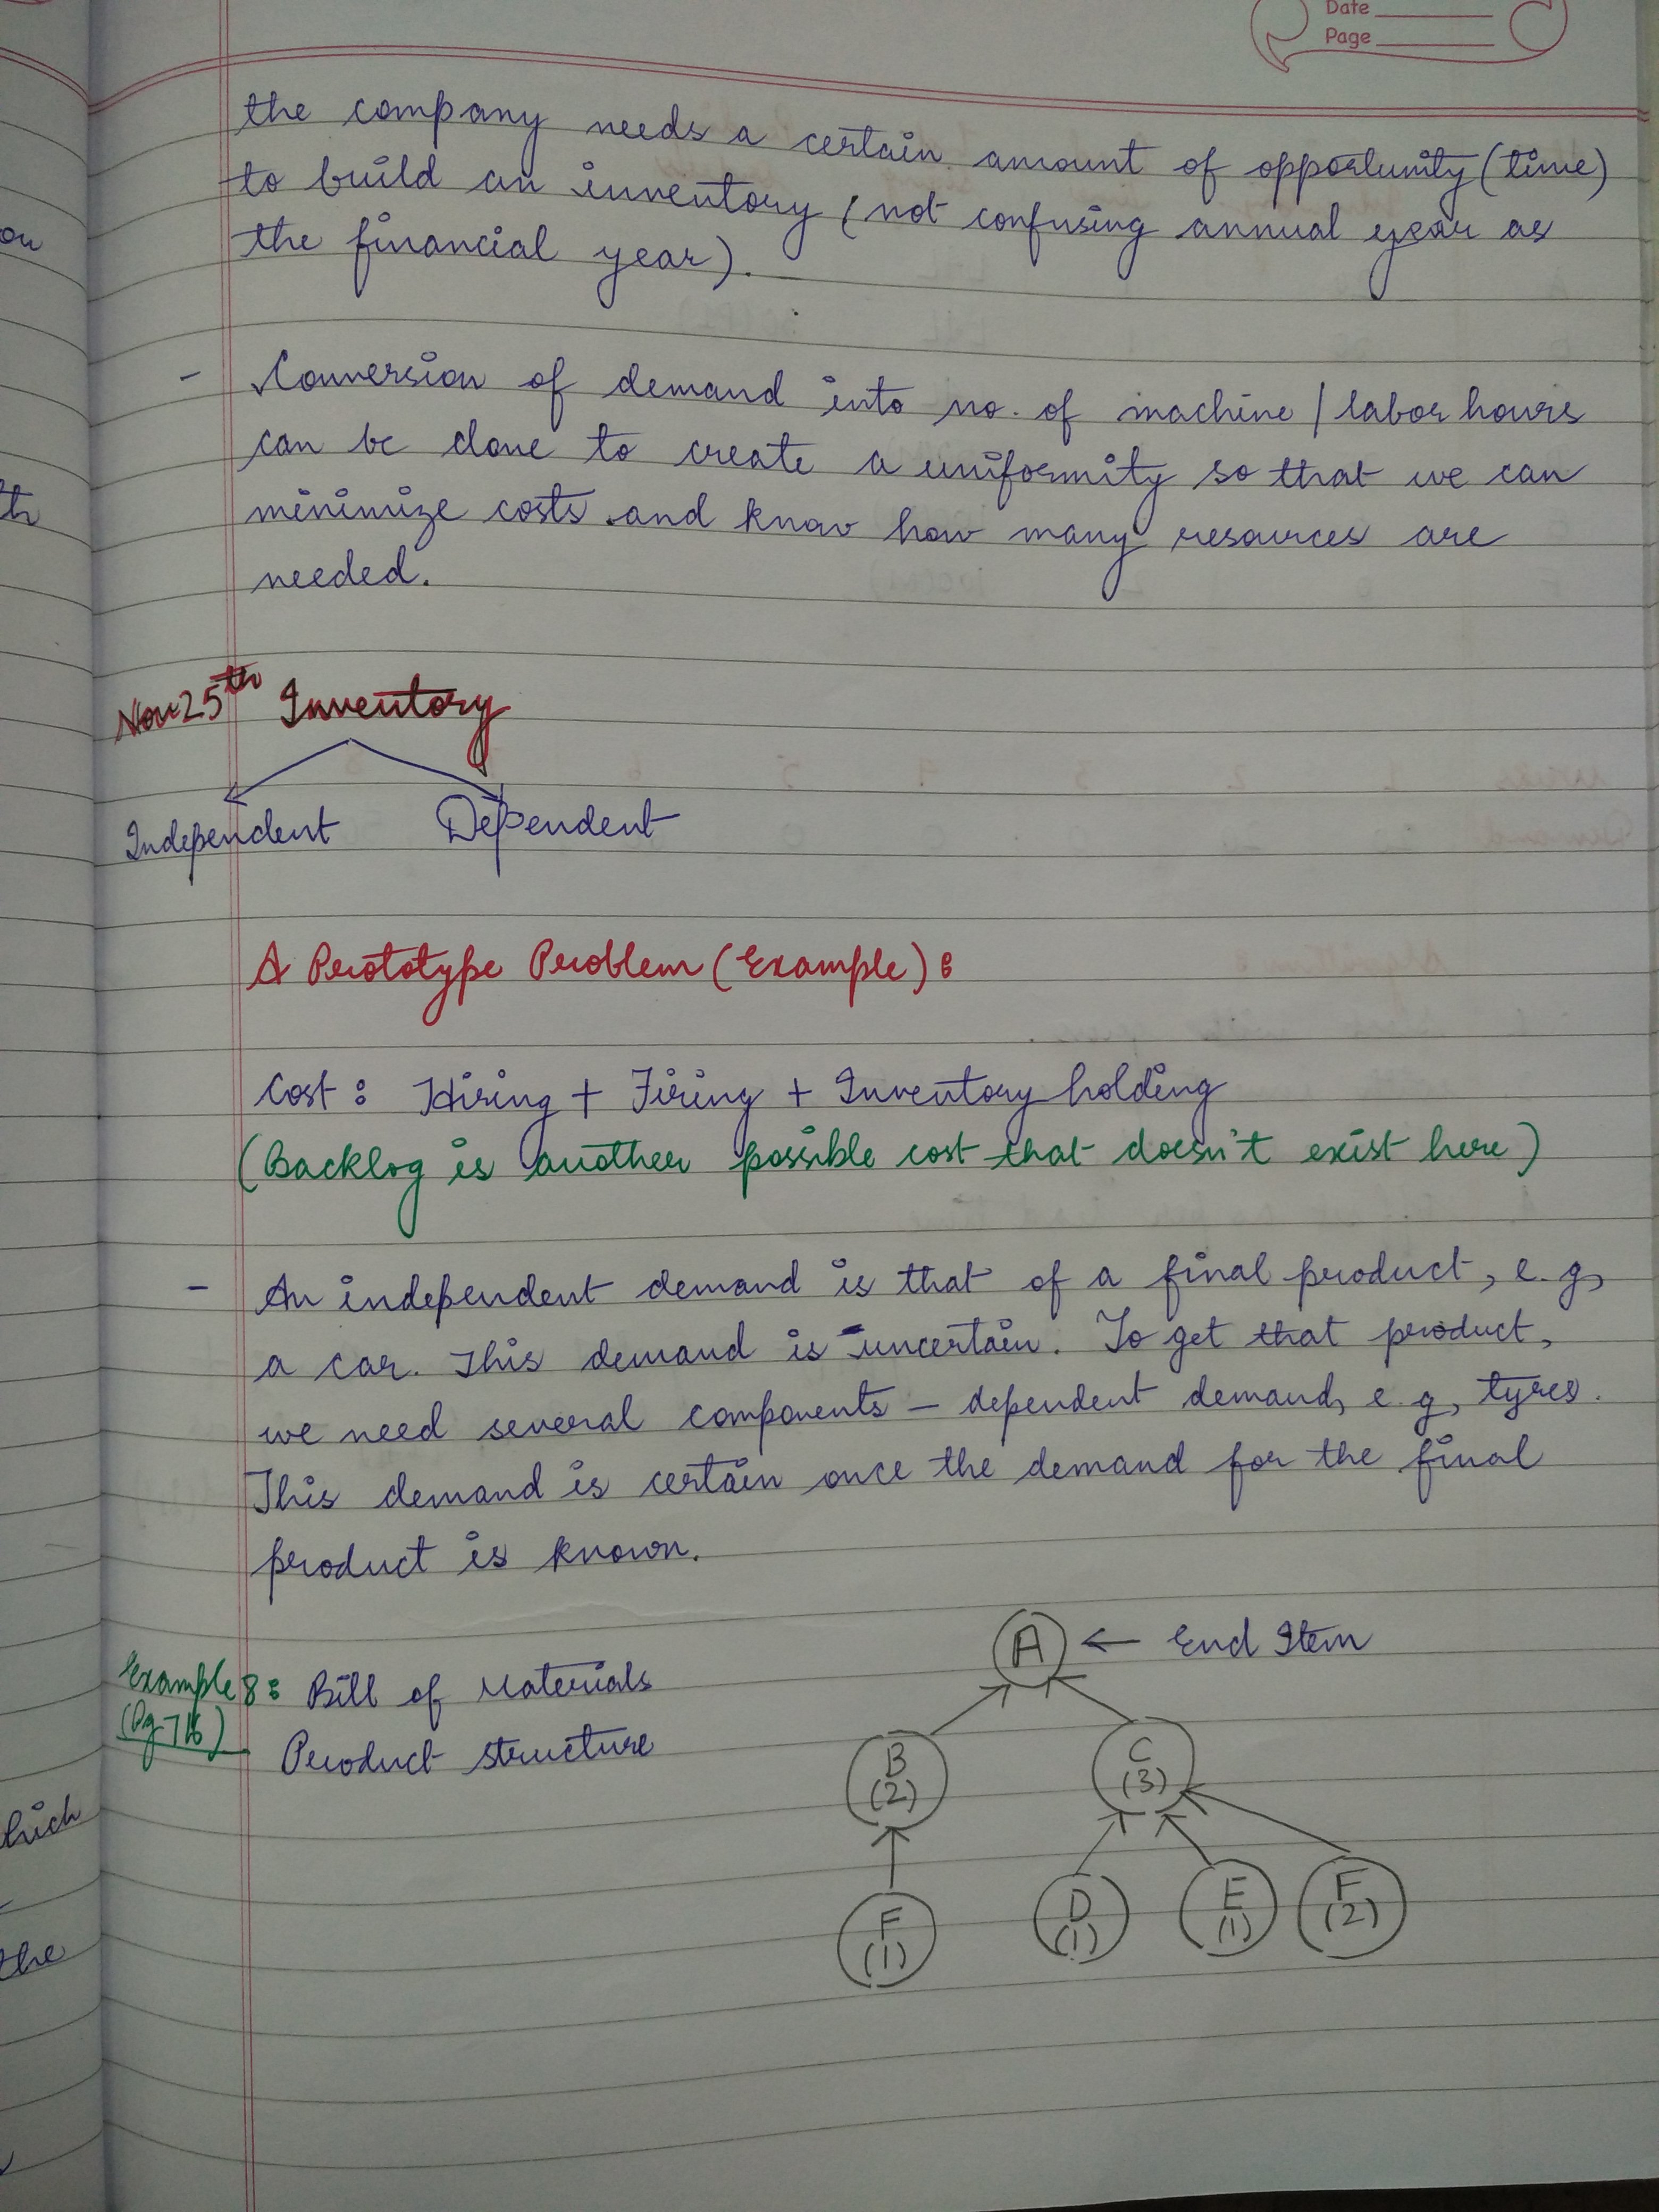 Date
Page
the company needs a certain amount of opportunity (time)
to build an inventory (not confusing annual year as
the financial year).
- Conversion of demand into no. of machine / labor hours
can be done to create a uniformity so that we can
minimize costs and know how many resources are
needed.
Nov 25th Inventory
Independent Dependent
A Prototype Problem (Example) :
Cost : Hiring + Firing + Inventory holding
(Backlog is another possible cost that doesn't exist here)
- An independent demand is that of a final product, e.g,
a car. This demand is uncertain. To get that product,
we need several components - dependent demand, e.g, tyres.
This demand is certain once the demand for the final
product is known.
A ← End Item
Example 8 : Bill of Materials
(Pg-716)
Product structure
B
(2)
C
(3)
F
(1)
D
(1)
E
(1)
F
(2)
ou
th
hich
the